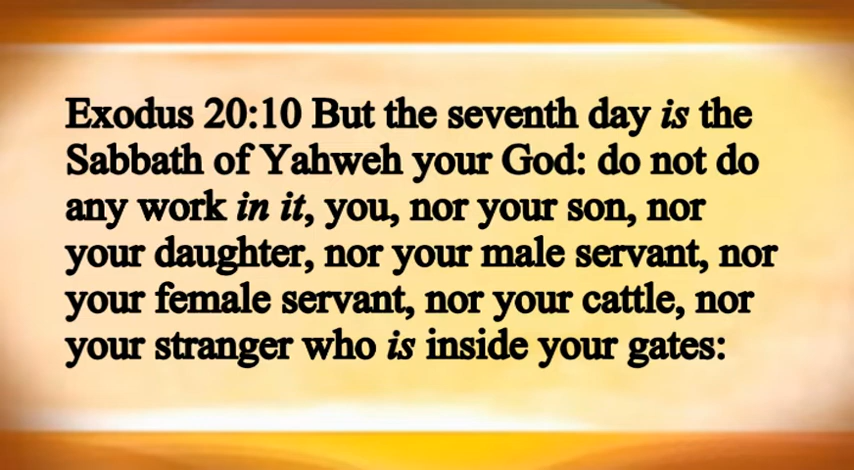 Exodus 20:10 But the seventh day is the
Sabbath of Yahweh your God: do not do
any work in it, you, nor your son, nor
your daughter, nor your male servant, nor
your female servant, nor your cattle, nor
your stranger who is inside your gates: